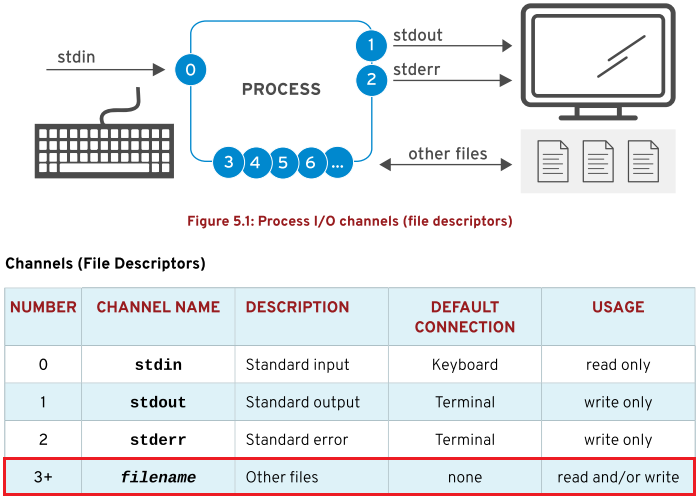 stdin
0
1
stdout
2
stderr
PROCESS
3 4 5 6 ...
other files
Figure 5.1: Process I/O channels (file descriptors)
Channels (File Descriptors)
NUMBER CHANNEL NAME DESCRIPTION DEFAULT CONNECTION USAGE
0 stdin Standard input Keyboard read only
1 stdout Standard output Terminal write only
2 stderr Standard error Terminal write only
3+ filename Other files none read and/or write